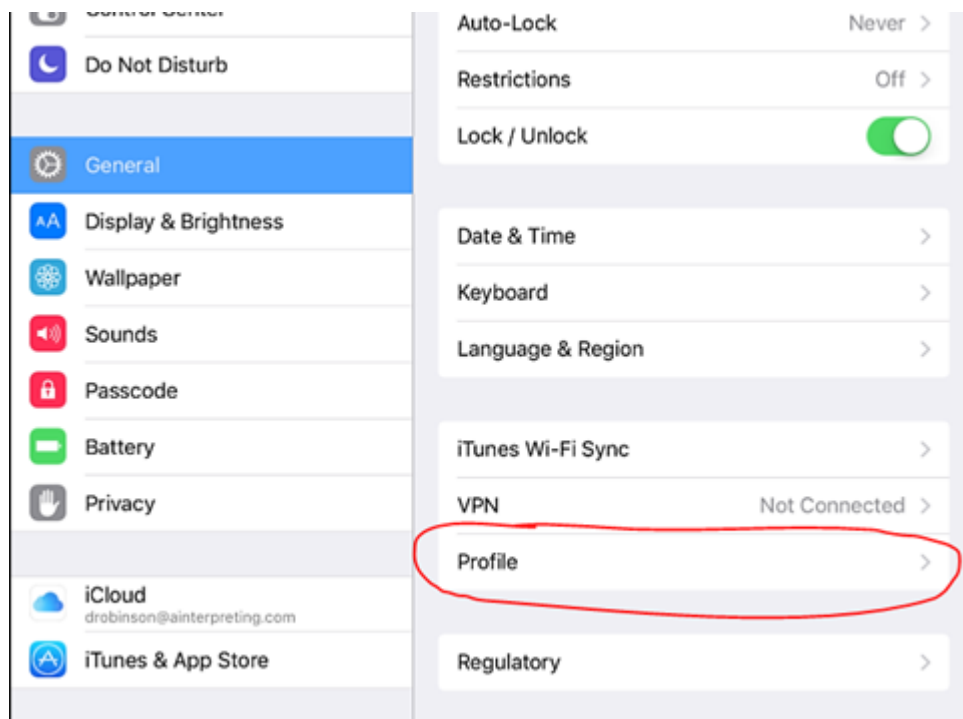 Control Center
Do Not Disturb
General
Display & Brightness
Wallpaper
Sounds
Passcode
Battery
Privacy
iCloud
drobinson@ainterpreting.com
iTunes & App Store
Auto-Lock Never
Restrictions Off
Lock / Unlock
Date & Time
Keyboard
Language & Region
iTunes Wi-Fi Sync
VPN Not Connected
Profile
Regulatory